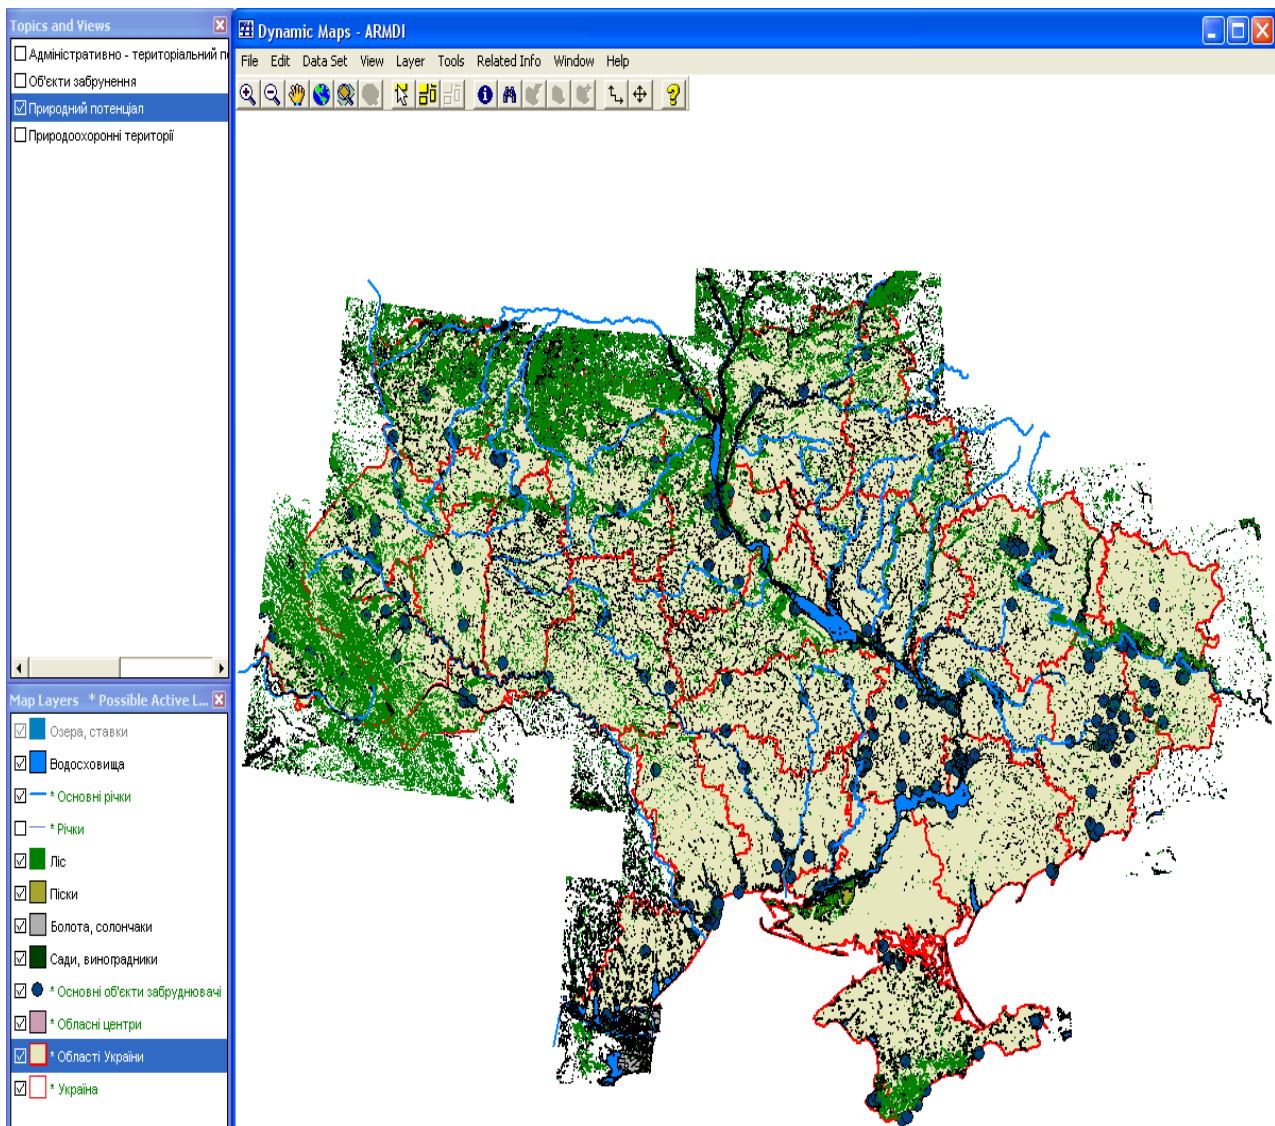 Topics and Views
Адміністративно - територіальний п
Об'єкти забрунення
Природний потенціал
Природоохоронні території
Dynamic Maps - ARMDI
File Edit Data Set View Layer Tools Related Info Window Help
Map Layers * Possible Active L...
Озера, ставки
Водосховища
* Основні річки
* Річки
Ліс
Піски
Болота, солончаки
Сади, виноградники
* Основні об'єкти забруднювачі
* Обласні центри
* Області України
* Україна